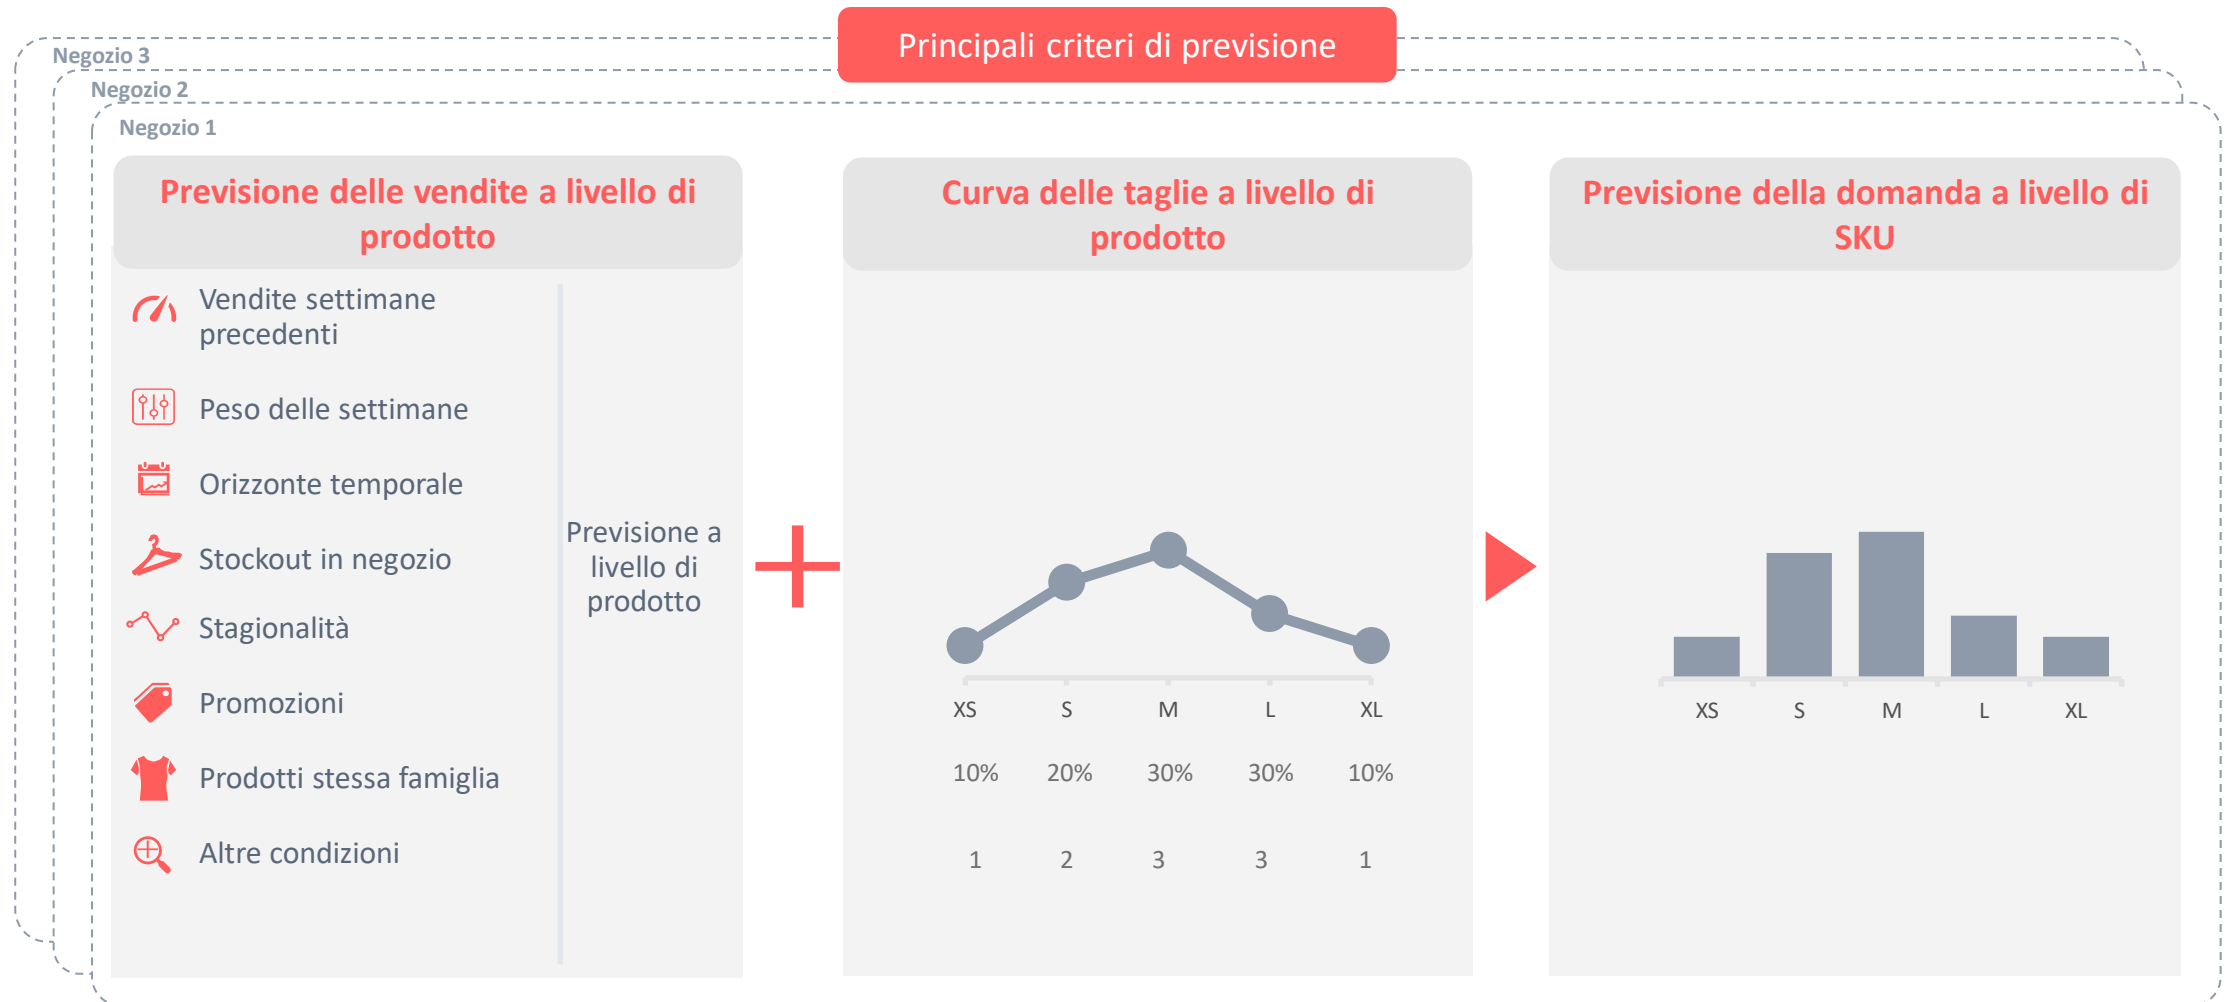 Principali criteri di previsione
Negozio 3
Negozio 2
Negozio 1
Previsione delle vendite a livello di
prodotto
Vendite settimane
precedenti
Peso delle settimane
Orizzonte temporale
Stockout in negozio
Stagionalità
Promozioni
Prodotti stessa famiglia
Altre condizioni
Previsione a
livello di
prodotto
Curva delle taglie a livello di
prodotto
XS S M L XL
10% 20% 30% 30% 10%
1 2 3 3 1
Previsione della domanda a livello di
SKU
XS S M L XL